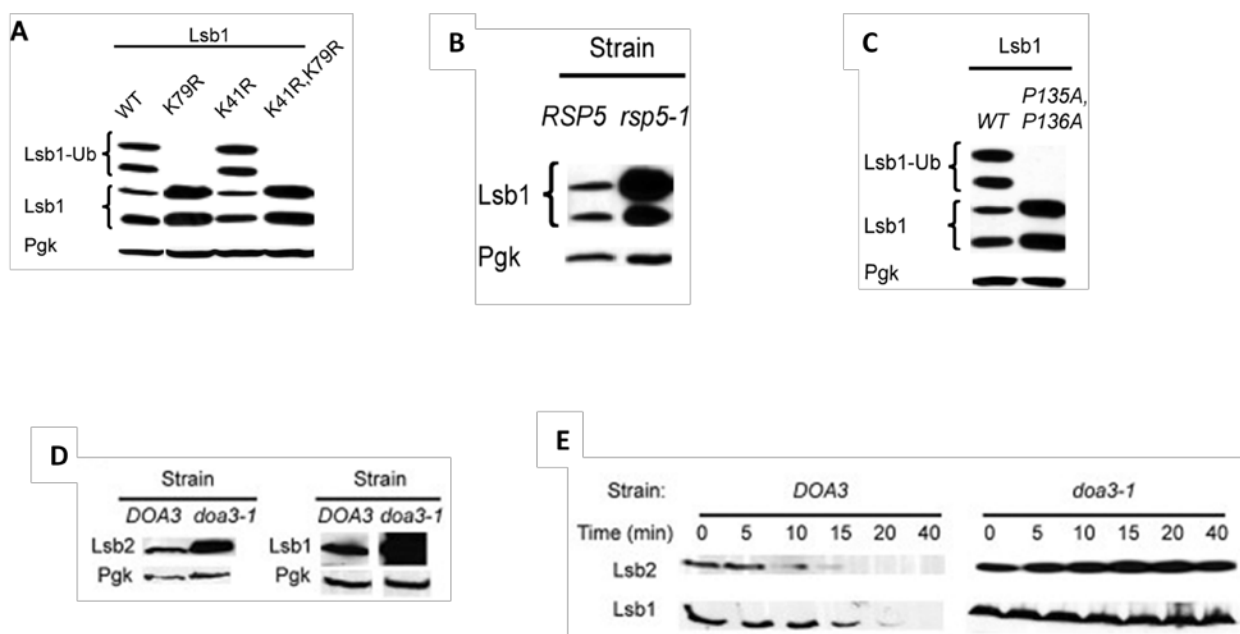 A
Lsb1
WT K79R K41R K41R,K79R
Lsb1-Ub
Lsb1
Pgk
B
Strain
RSP5 rsp5-1
Lsb1
Pgk
C
Lsb1
P135A,
WT P136A
Lsb1-Ub
Lsb1
Pgk
D
Strain
DOA3 doa3-1
Lsb2
Pgk
Strain
DOA3 doa3-1
Lsb1
Pgk
E
Strain: DOA3 doa3-1
Time (min) 0 5 10 15 20 40 0 5 10 15 20 40
Lsb2
Lsb1